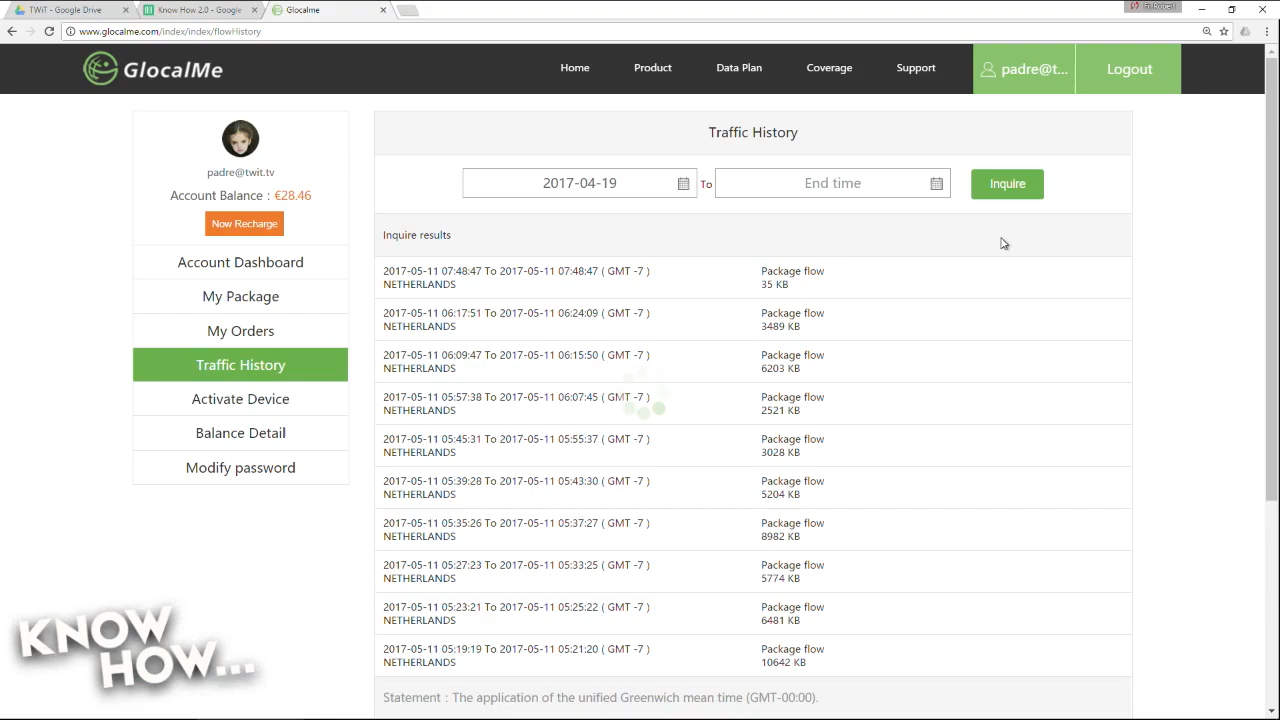 TWiT - Google Drive
Know How 2.0 - Google
Glocalme
Fr. Robert
www.glocalme.com/index/index/flowHistory
GlocalMe
Home
Product
Data Plan
Coverage
Support
padre@t...
Logout
padre@twit.tv
Account Balance : €28.46
Now Recharge
Account Dashboard
My Package
My Orders
Traffic History
Activate Device
Balance Detail
Modify password
Traffic History
2017-04-19
To
End time
Inquire
Inquire results
2017-05-11 07:48:47 To 2017-05-11 07:48:47 ( GMT -7 )
NETHERLANDS
Package flow
35 KB
2017-05-11 06:17:51 To 2017-05-11 06:24:09 ( GMT -7 )
NETHERLANDS
Package flow
3489 KB
2017-05-11 06:09:47 To 2017-05-11 06:15:50 ( GMT -7 )
NETHERLANDS
Package flow
6203 KB
2017-05-11 05:57:38 To 2017-05-11 06:07:45 ( GMT -7 )
NETHERLANDS
Package flow
2521 KB
2017-05-11 05:45:31 To 2017-05-11 05:55:37 ( GMT -7 )
NETHERLANDS
Package flow
3028 KB
2017-05-11 05:39:28 To 2017-05-11 05:43:30 ( GMT -7 )
NETHERLANDS
Package flow
5204 KB
2017-05-11 05:35:26 To 2017-05-11 05:37:27 ( GMT -7 )
NETHERLANDS
Package flow
8982 KB
2017-05-11 05:27:23 To 2017-05-11 05:33:25 ( GMT -7 )
NETHERLANDS
Package flow
5774 KB
2017-05-11 05:23:21 To 2017-05-11 05:25:22 ( GMT -7 )
NETHERLANDS
Package flow
6481 KB
2017-05-11 05:19:19 To 2017-05-11 05:21:20 ( GMT -7 )
NETHERLANDS
Package flow
10642 KB
Statement : The application of the unified Greenwich mean time (GMT-00:00).
KNOW
HOW...